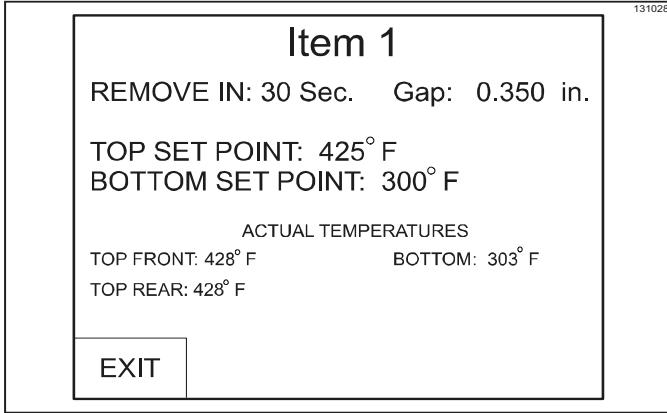 131028
Item 1
REMOVE IN: 30 Sec. Gap: 0.350 in.
TOP SET POINT: 425° F
BOTTOM SET POINT: 300° F
ACTUAL TEMPERATURES
TOP FRONT: 428° F BOTTOM: 303° F
TOP REAR: 428° F
EXIT